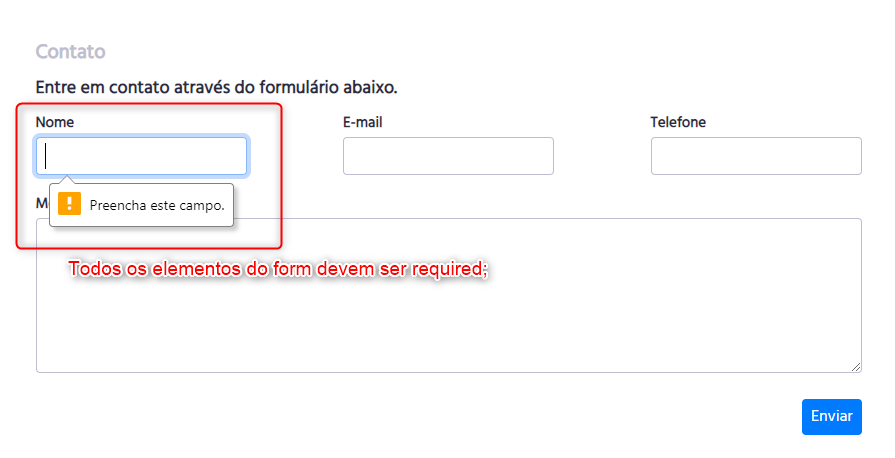 Contato
Entre em contato através do formulário abaixo.
Nome
E-mail
Telefone
Preencha este campo.
Todos os elementos do form devem ser required;
Enviar